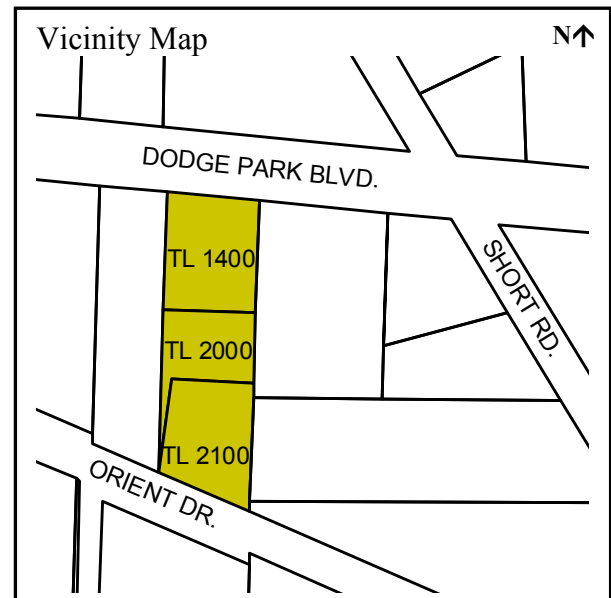 Vicinity Map
N↑
DODGE PARK BLVD.
TL 1400
SHORT RD.
TL 2000
TL 2100
ORIENT DR.